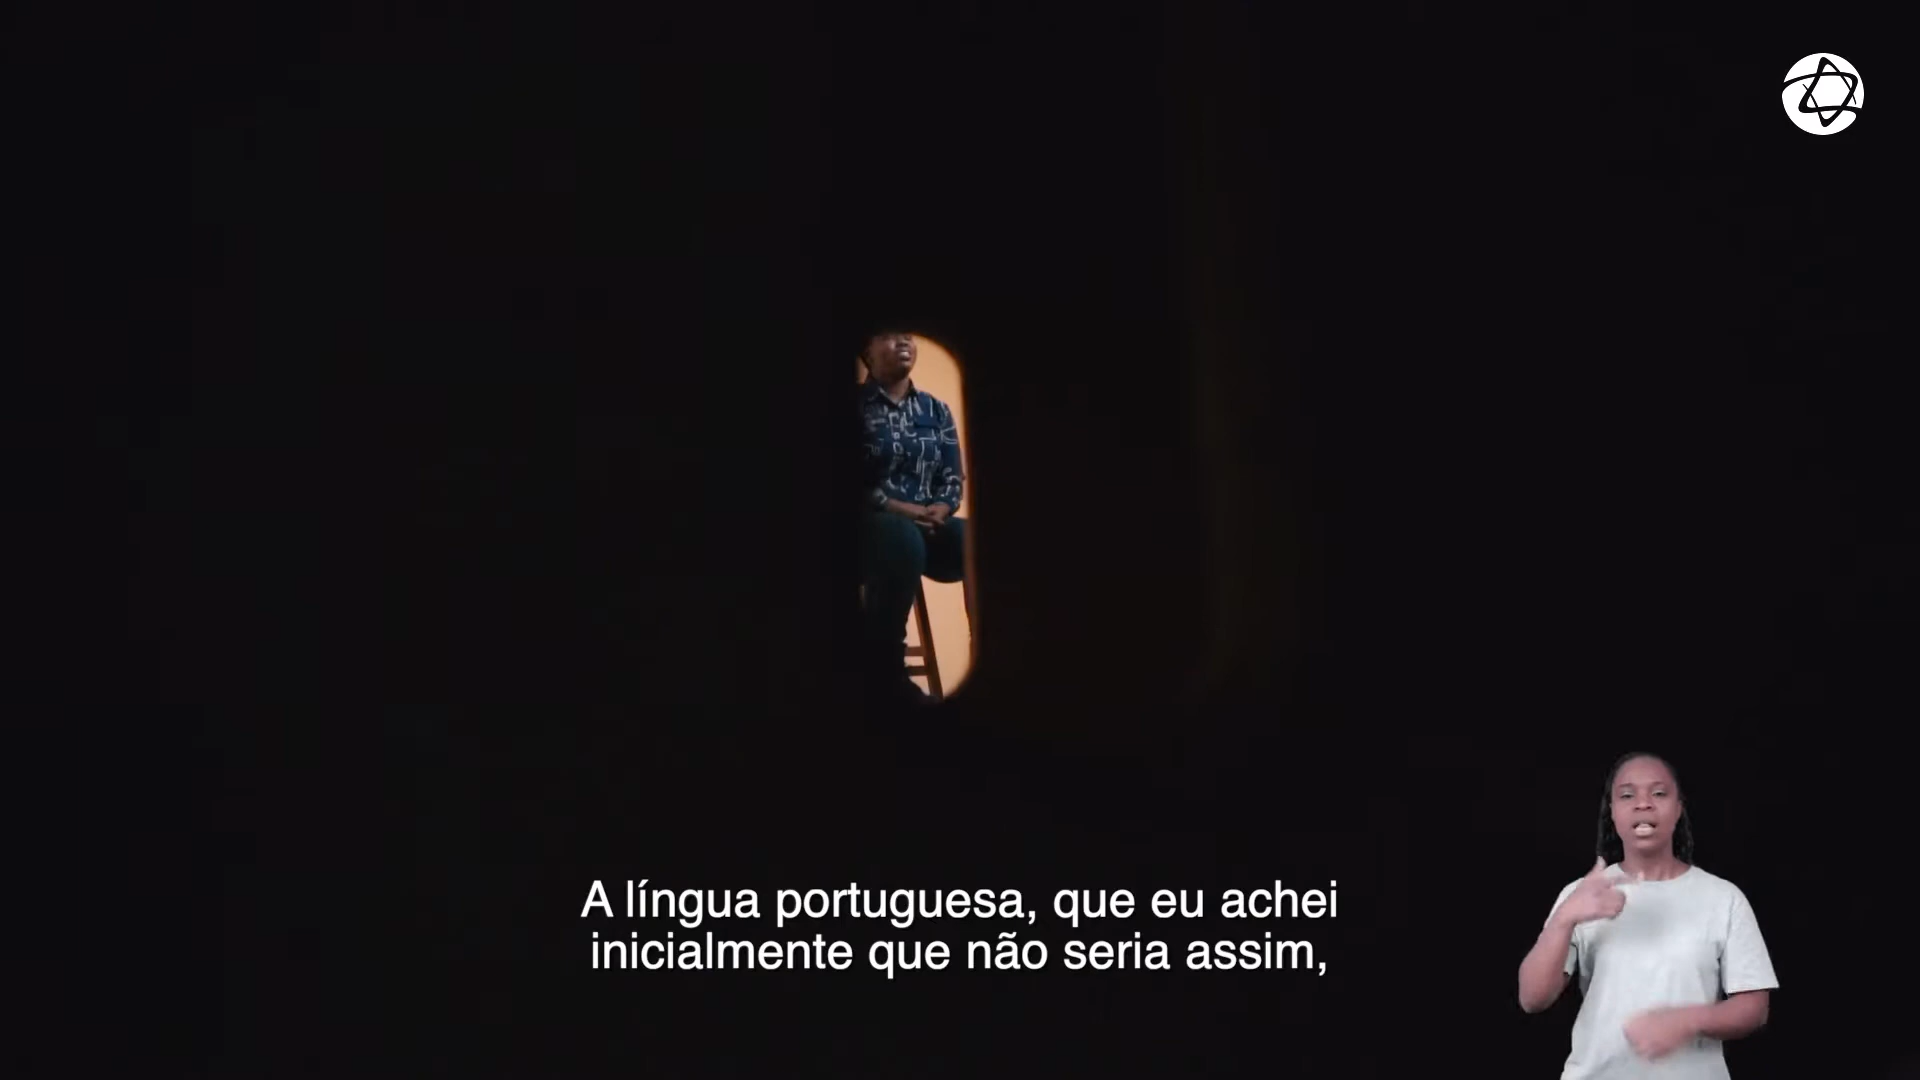 A língua portuguesa, que eu achei
inicialmente que não seria assim,